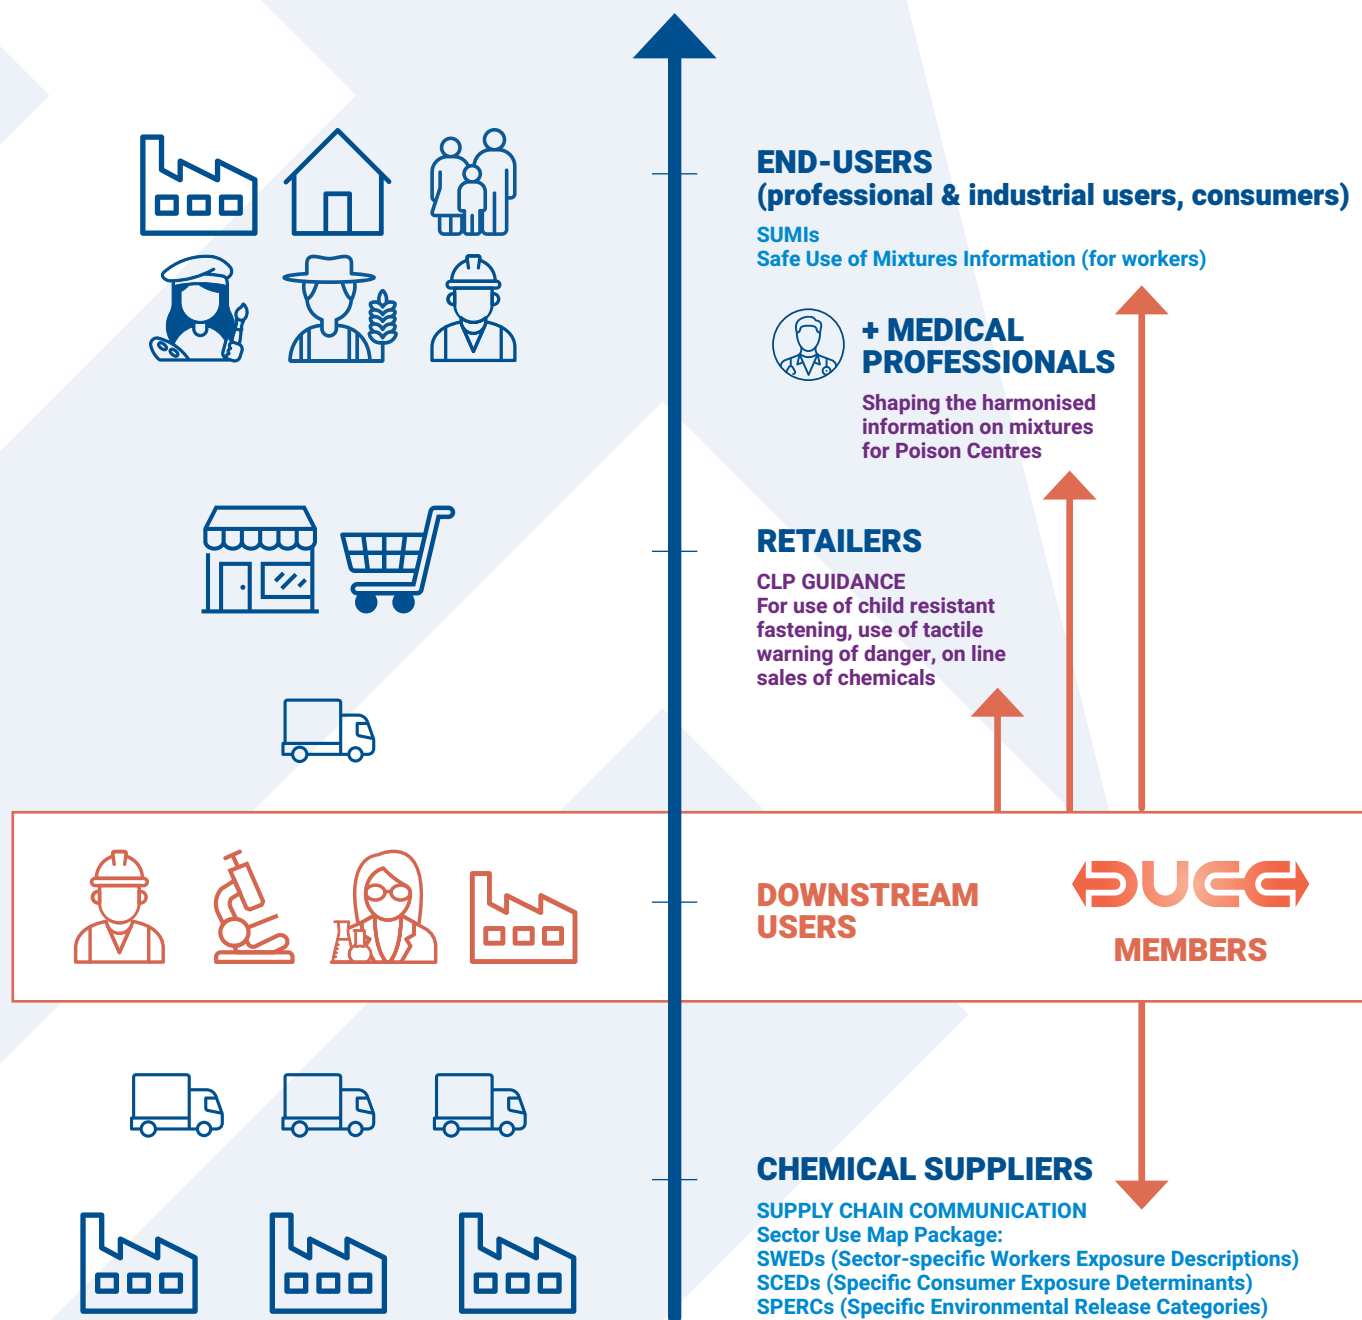 END-USERS
(professional & industrial users, consumers)
SUMIs
Safe Use of Mixtures Information (for workers)
+ MEDICAL
PROFESSIONALS
Shaping the harmonised
information on mixtures
for Poison Centres
RETAILERS
CLP GUIDANCE
For use of child resistant
fastening, use of tactile
warning of danger, on line
sales of chemicals
DOWNSTREAM
USERS
DUCC
MEMBERS
CHEMICAL SUPPLIERS
SUPPLY CHAIN COMMUNICATION
Sector Use Map Package:
SWEDs (Sector-specific Workers Exposure Descriptions)
SCEDs (Specific Consumer Exposure Determinants)
SPERCs (Specific Environmental Release Categories)